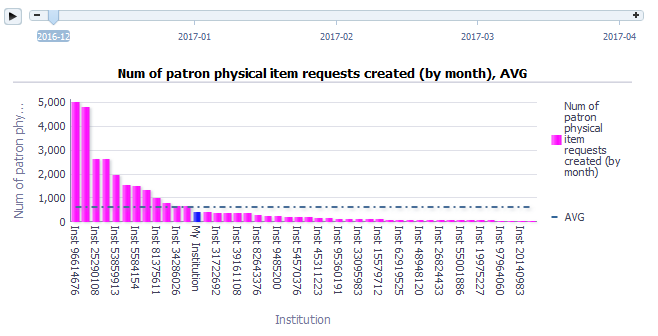 2016-12
2017-01
2017-02
2017-03
2017-04
Num of patron physical item requests created (by month), AVG
Num of patron phy...
5,000
4,000
3,000
2,000
1,000
0
Inst 96614676
Inst 25290108
Inst 53859913
Inst 5584154
Inst 81375611
Inst 34286026
My Institution
Inst 31722692
Inst 39161108
Inst 82643376
Inst 9485200
Inst 54570376
Inst 45311223
Inst 95360191
Inst 33095983
Inst 15579712
Inst 62919525
Inst 48948120
Inst 26824433
Inst 55001886
Inst 19975227
Inst 97964060
Inst 20140983
Institution
Num of
patron
physical
item
requests
created (by
month)
AVG